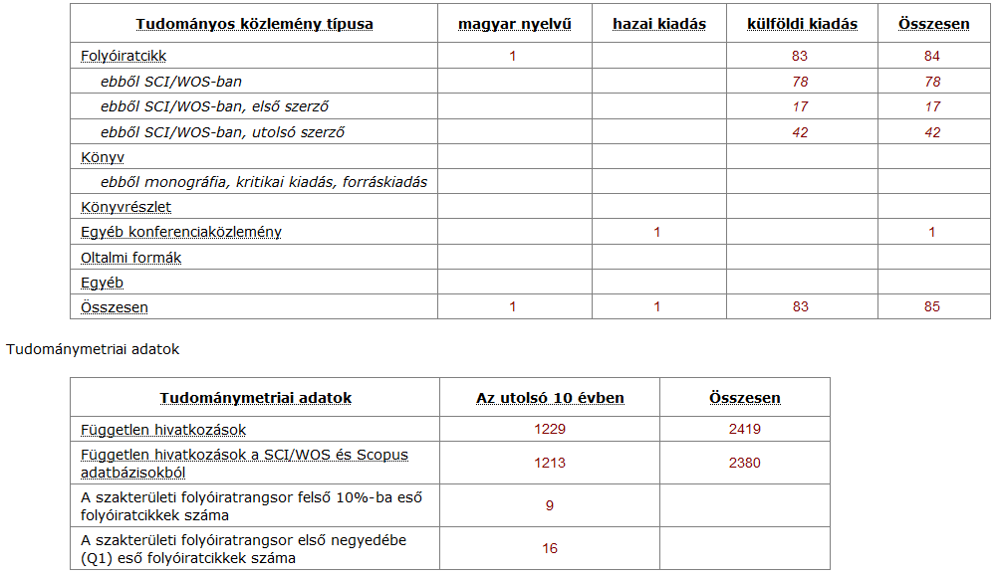 Tudományos közlemény típusa magyar nyelvű hazai kiadás külföldi kiadás Összesen
Folyóiratcikk 1 83 84
ebből SCI/WOS-ban 78 78
ebből SCI/WOS-ban, első szerző 17 17
ebből SCI/WOS-ban, utolsó szerző 42 42
Könyv
ebből monográfia, kritikai kiadás, forráskiadás
Könyvrészlet
Egyéb konferenciaközlemény 1 1
Oltalmi formák
Egyéb
Összesen 1 1 83 85
Tudománymetriai adatok
Tudománymetriai adatok Az utolsó 10 évben Összesen
Független hivatkozások 1229 2419
Független hivatkozások a SCI/WOS és Scopus
adatbázisokból 1213 2380
A szakterületi folyóiratrangsor felső 10%-ba eső
folyóiratcikkek száma 9
A szakterületi folyóiratrangsor első negyedébe
(Q1) eső folyóiratcikkek száma 16